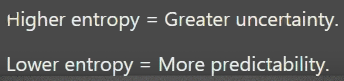 Higher entropy = Greater uncertainty.
Lower entropy = More predictability.